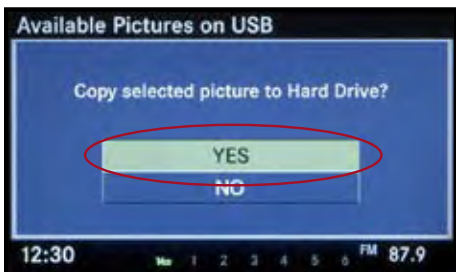 Available Pictures on USB
Copy selected picture to Hard Drive?
YES
NO
12:30 1 2 3 4 5 6 FM 87.9